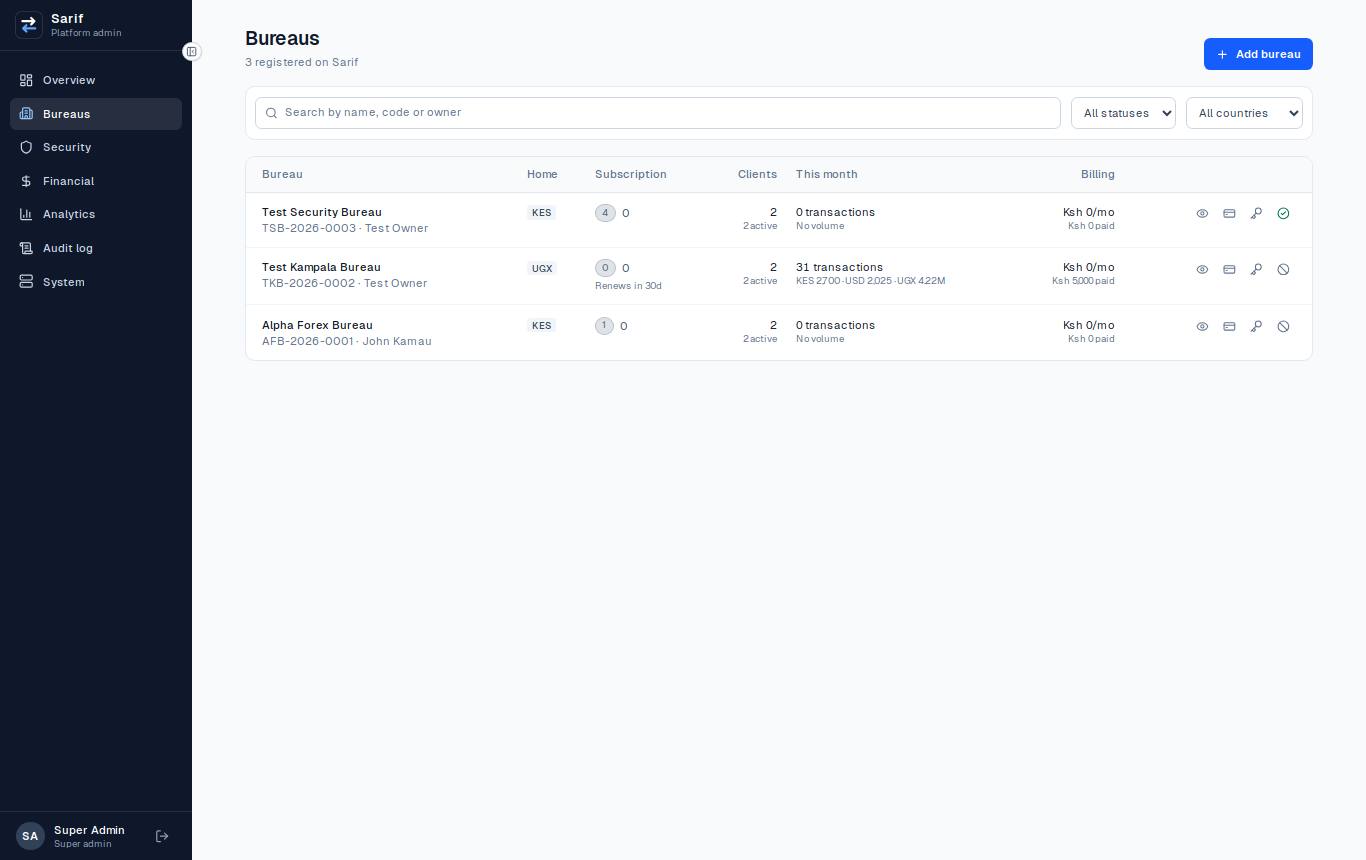 Sarif
Platform admin
Overview
Bureaus
Security
Financial
Analytics
Audit log
System
SA
Super Admin
Super admin
Bureaus
3 registered on Sarif
Add bureau
Search by name, code or owner
All statuses
All countries
Bureau Home Subscription Clients This month Billing
Test Security Bureau KES 4 0 2 0 transactions Ksh 0/mo
TSB-2026-0003 · Test Owner 2 active No volume Ksh 0 paid
Test Kampala Bureau UGX 0 0 2 31 transactions Ksh 0/mo
TKB-2026-0002 · Test Owner Renews in 30d 2 active KES 2,700 · USD 2,025 · UGX 4.22M Ksh 5,000 paid
Alpha Forex Bureau KES 1 0 2 0 transactions Ksh 0/mo
AFB-2026-0001 · John Kamau 2 active No volume Ksh 0 paid